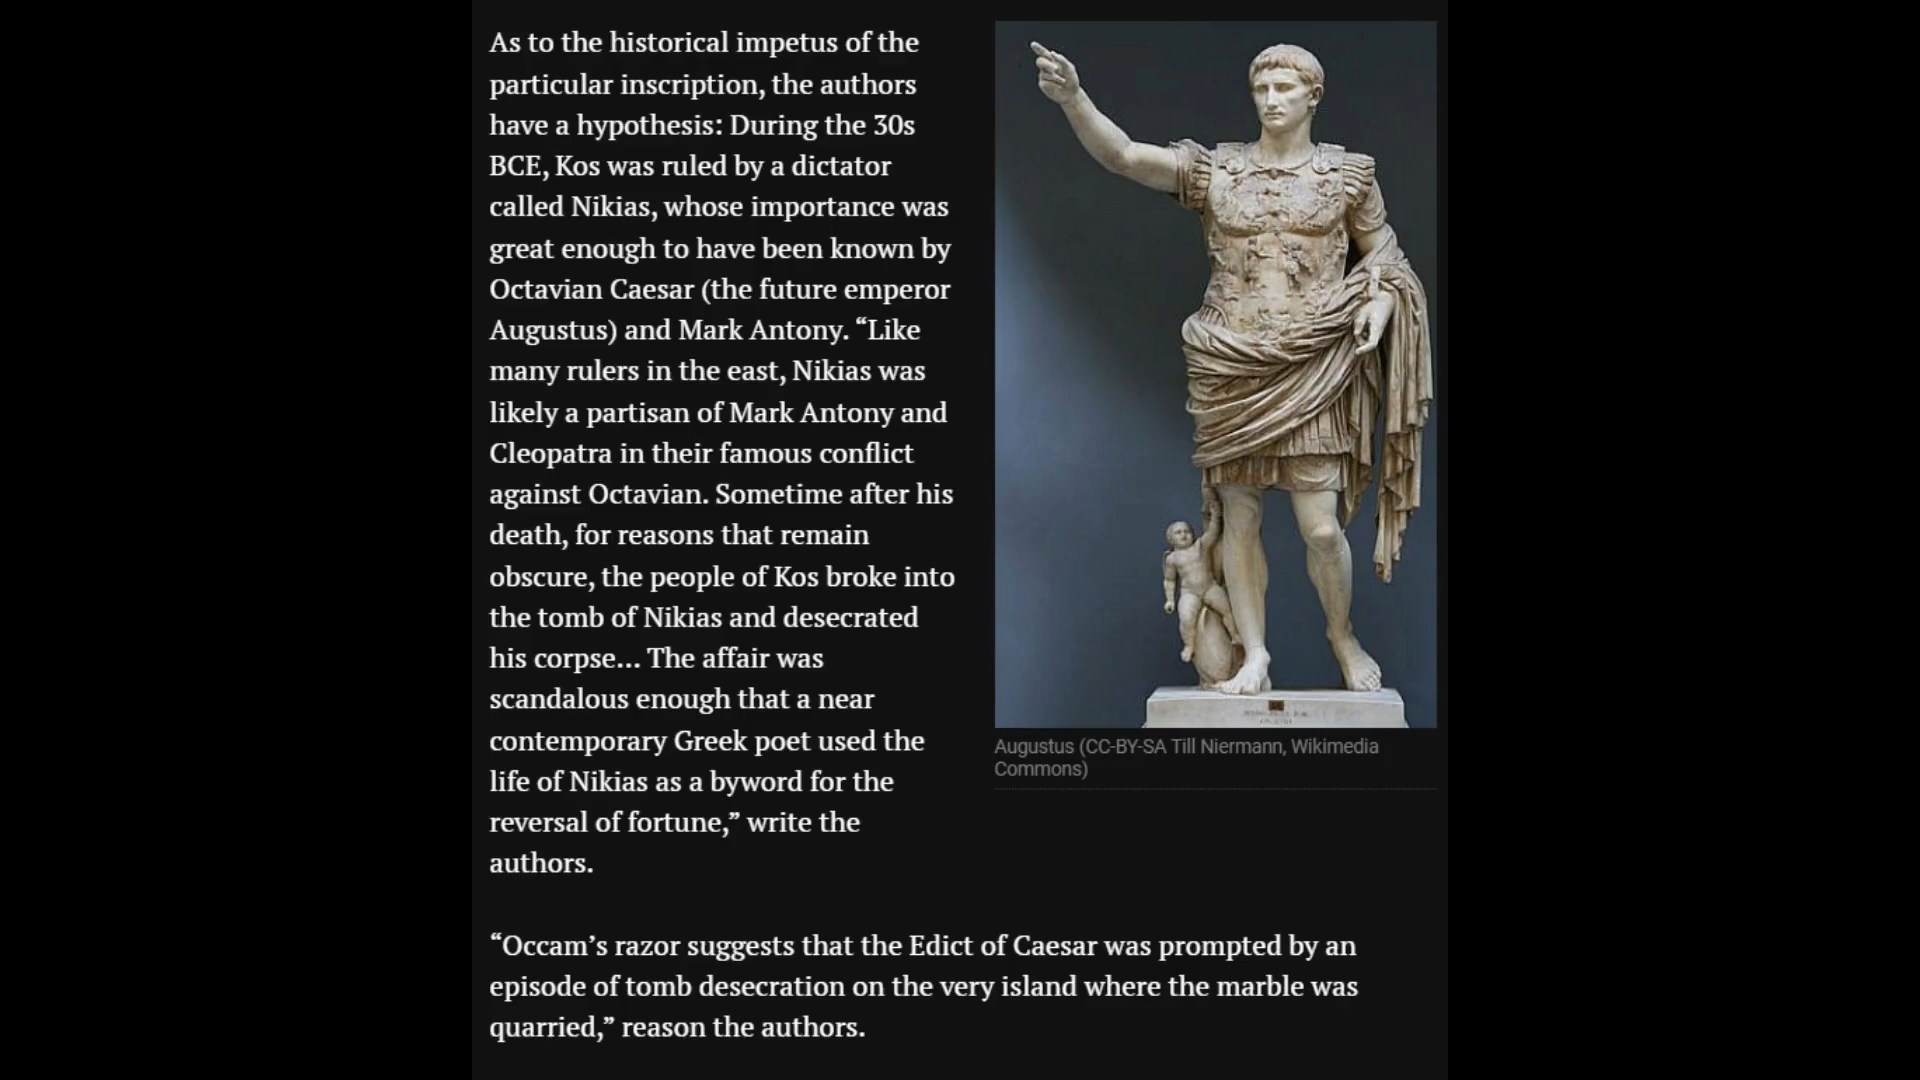 As to the historical impetus of the
particular inscription, the authors
have a hypothesis: During the 30s
BCE, Kos was ruled by a dictator
called Nikias, whose importance was
great enough to have been known by
Octavian Caesar (the future emperor
Augustus) and Mark Antony. “Like
many rulers in the east, Nikias was
likely a partisan of Mark Antony and
Cleopatra in their famous conflict
against Octavian. Sometime after his
death, for reasons that remain
obscure, the people of Kos broke into
the tomb of Nikias and desecrated
his corpse… The affair was
scandalous enough that a near
contemporary Greek poet used the
life of Nikias as a byword for the
reversal of fortune,” write the
authors.
Augustus (CC-BY-SA Till Niermann, Wikimedia
Commons)
“Occam’s razor suggests that the Edict of Caesar was prompted by an
episode of tomb desecration on the very island where the marble was
quarried,” reason the authors.